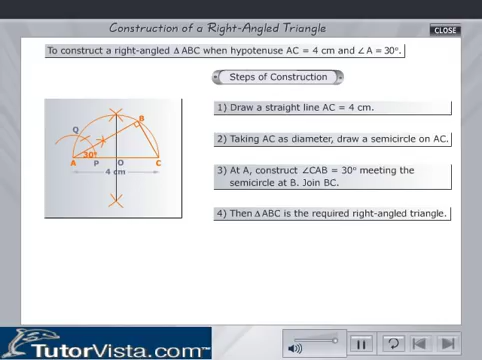 Construction of a Right-Angled Triangle
CLOSE
To construct a right-angled Δ ABC when hypotenuse AC = 4 cm and ∠A = 30°.
Steps of Construction
1) Draw a straight line AC = 4 cm.
2) Taking AC as diameter, draw a semicircle on AC.
3) At A, construct ∠CAB = 30° meeting the
semicircle at B. Join BC.
4) Then ΔABC is the required right-angled triangle.
B
Q
30°
A P O C
4 cm
TutorVista.com™